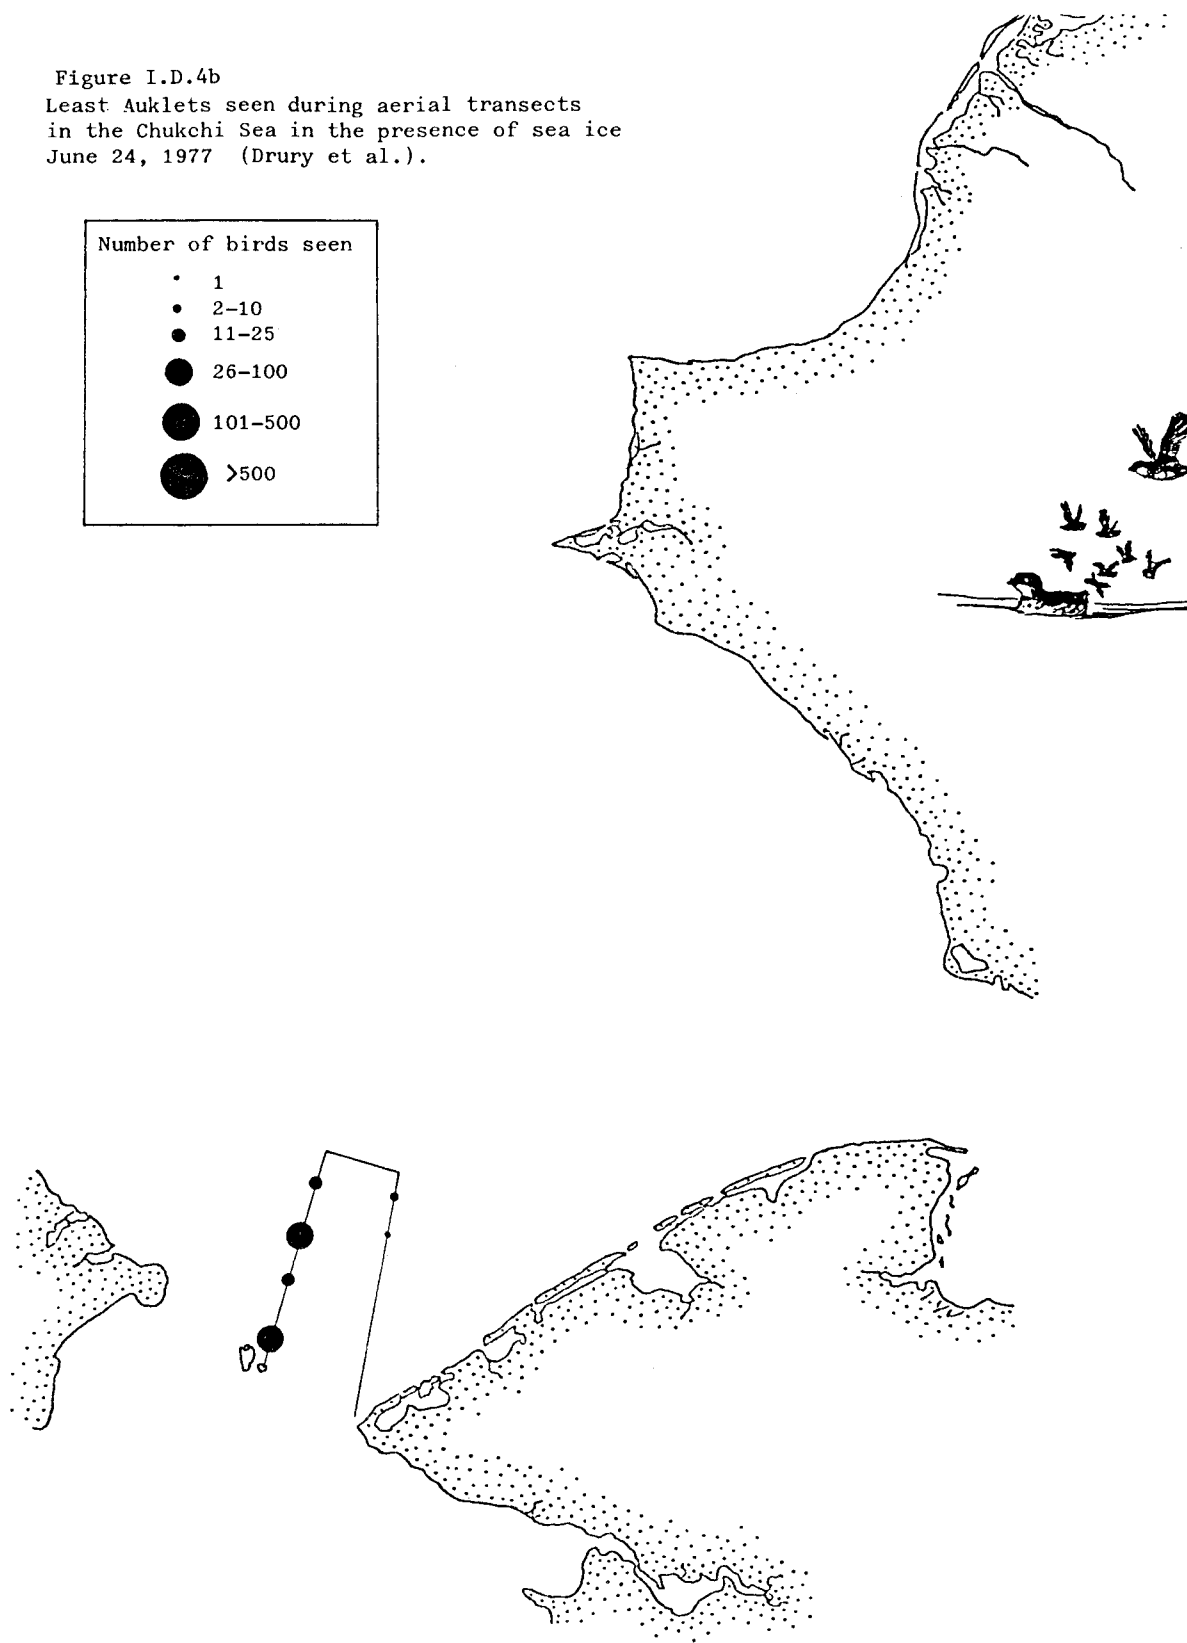 Figure I.D.4b
Least Auklets seen during aerial transects
in the Chukchi Sea in the presence of sea ice
June 24, 1977 (Drury et al.).
Number of birds seen
1
2-10
11-25
26-100
101-500
>500